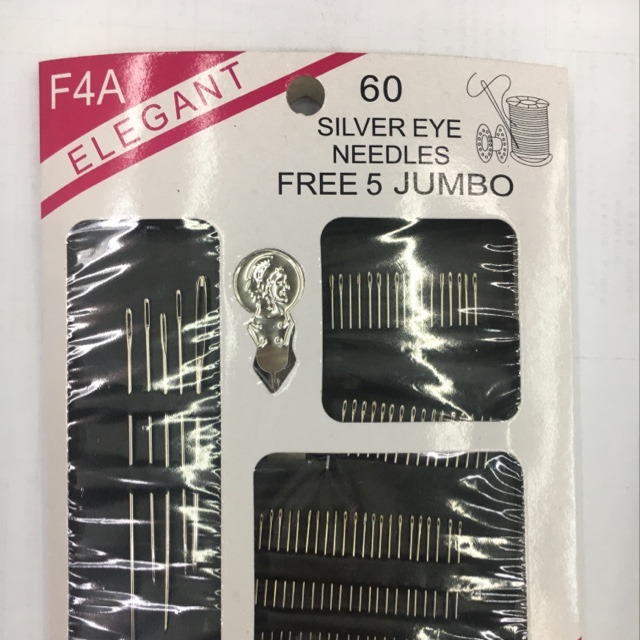 F4A
ELEGANT
60
SILVER EYE
NEEDLES
FREE 5 JUMBO